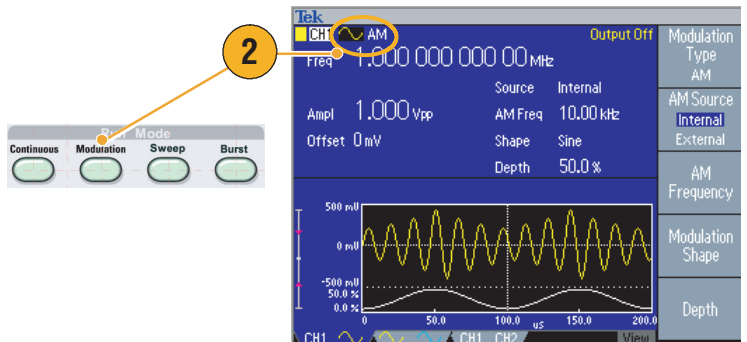 2
Run Mode
Continuous Modulation Sweep Burst
Tek
CH1 AM Output Off
Freq 1.000 000 000 00 MHz
Source Internal
Ampl 1.000 Vpp AM Freq 10.00 kHz
Offset 0 mV Shape Sine
Depth 50.0 %
500 mV
0 mV
-500 mV
50.0 %
0.0 %
0 50.0 100.0 us 150.0 200.0
CH1 CH1 CH2 View
Modulation
Type
AM
AM Source
Internal
External
AM
Frequency
Modulation
Shape
Depth